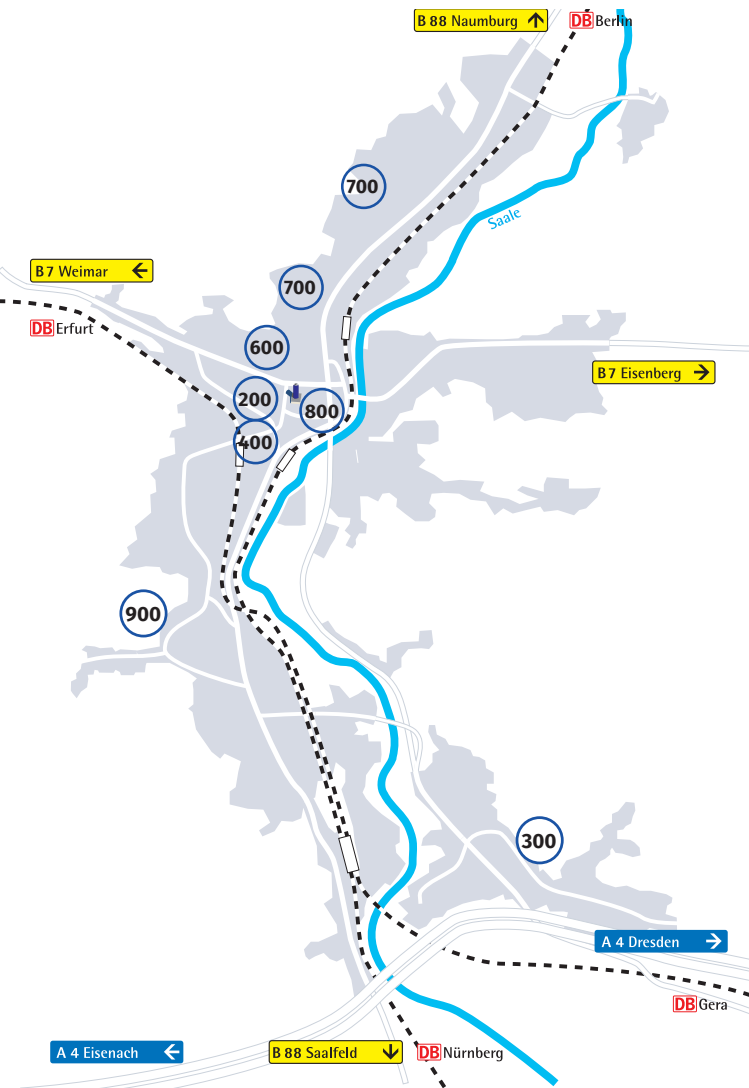 B 88 Naumburg
DB Berlin
700
Saale
B 7 Weimar
700
DB Erfurt
600
B 7 Eisenberg
200
800
400
900
300
A 4 Dresden
DB Gera
A 4 Eisenach
B 88 Saalfeld
DB Nürnberg